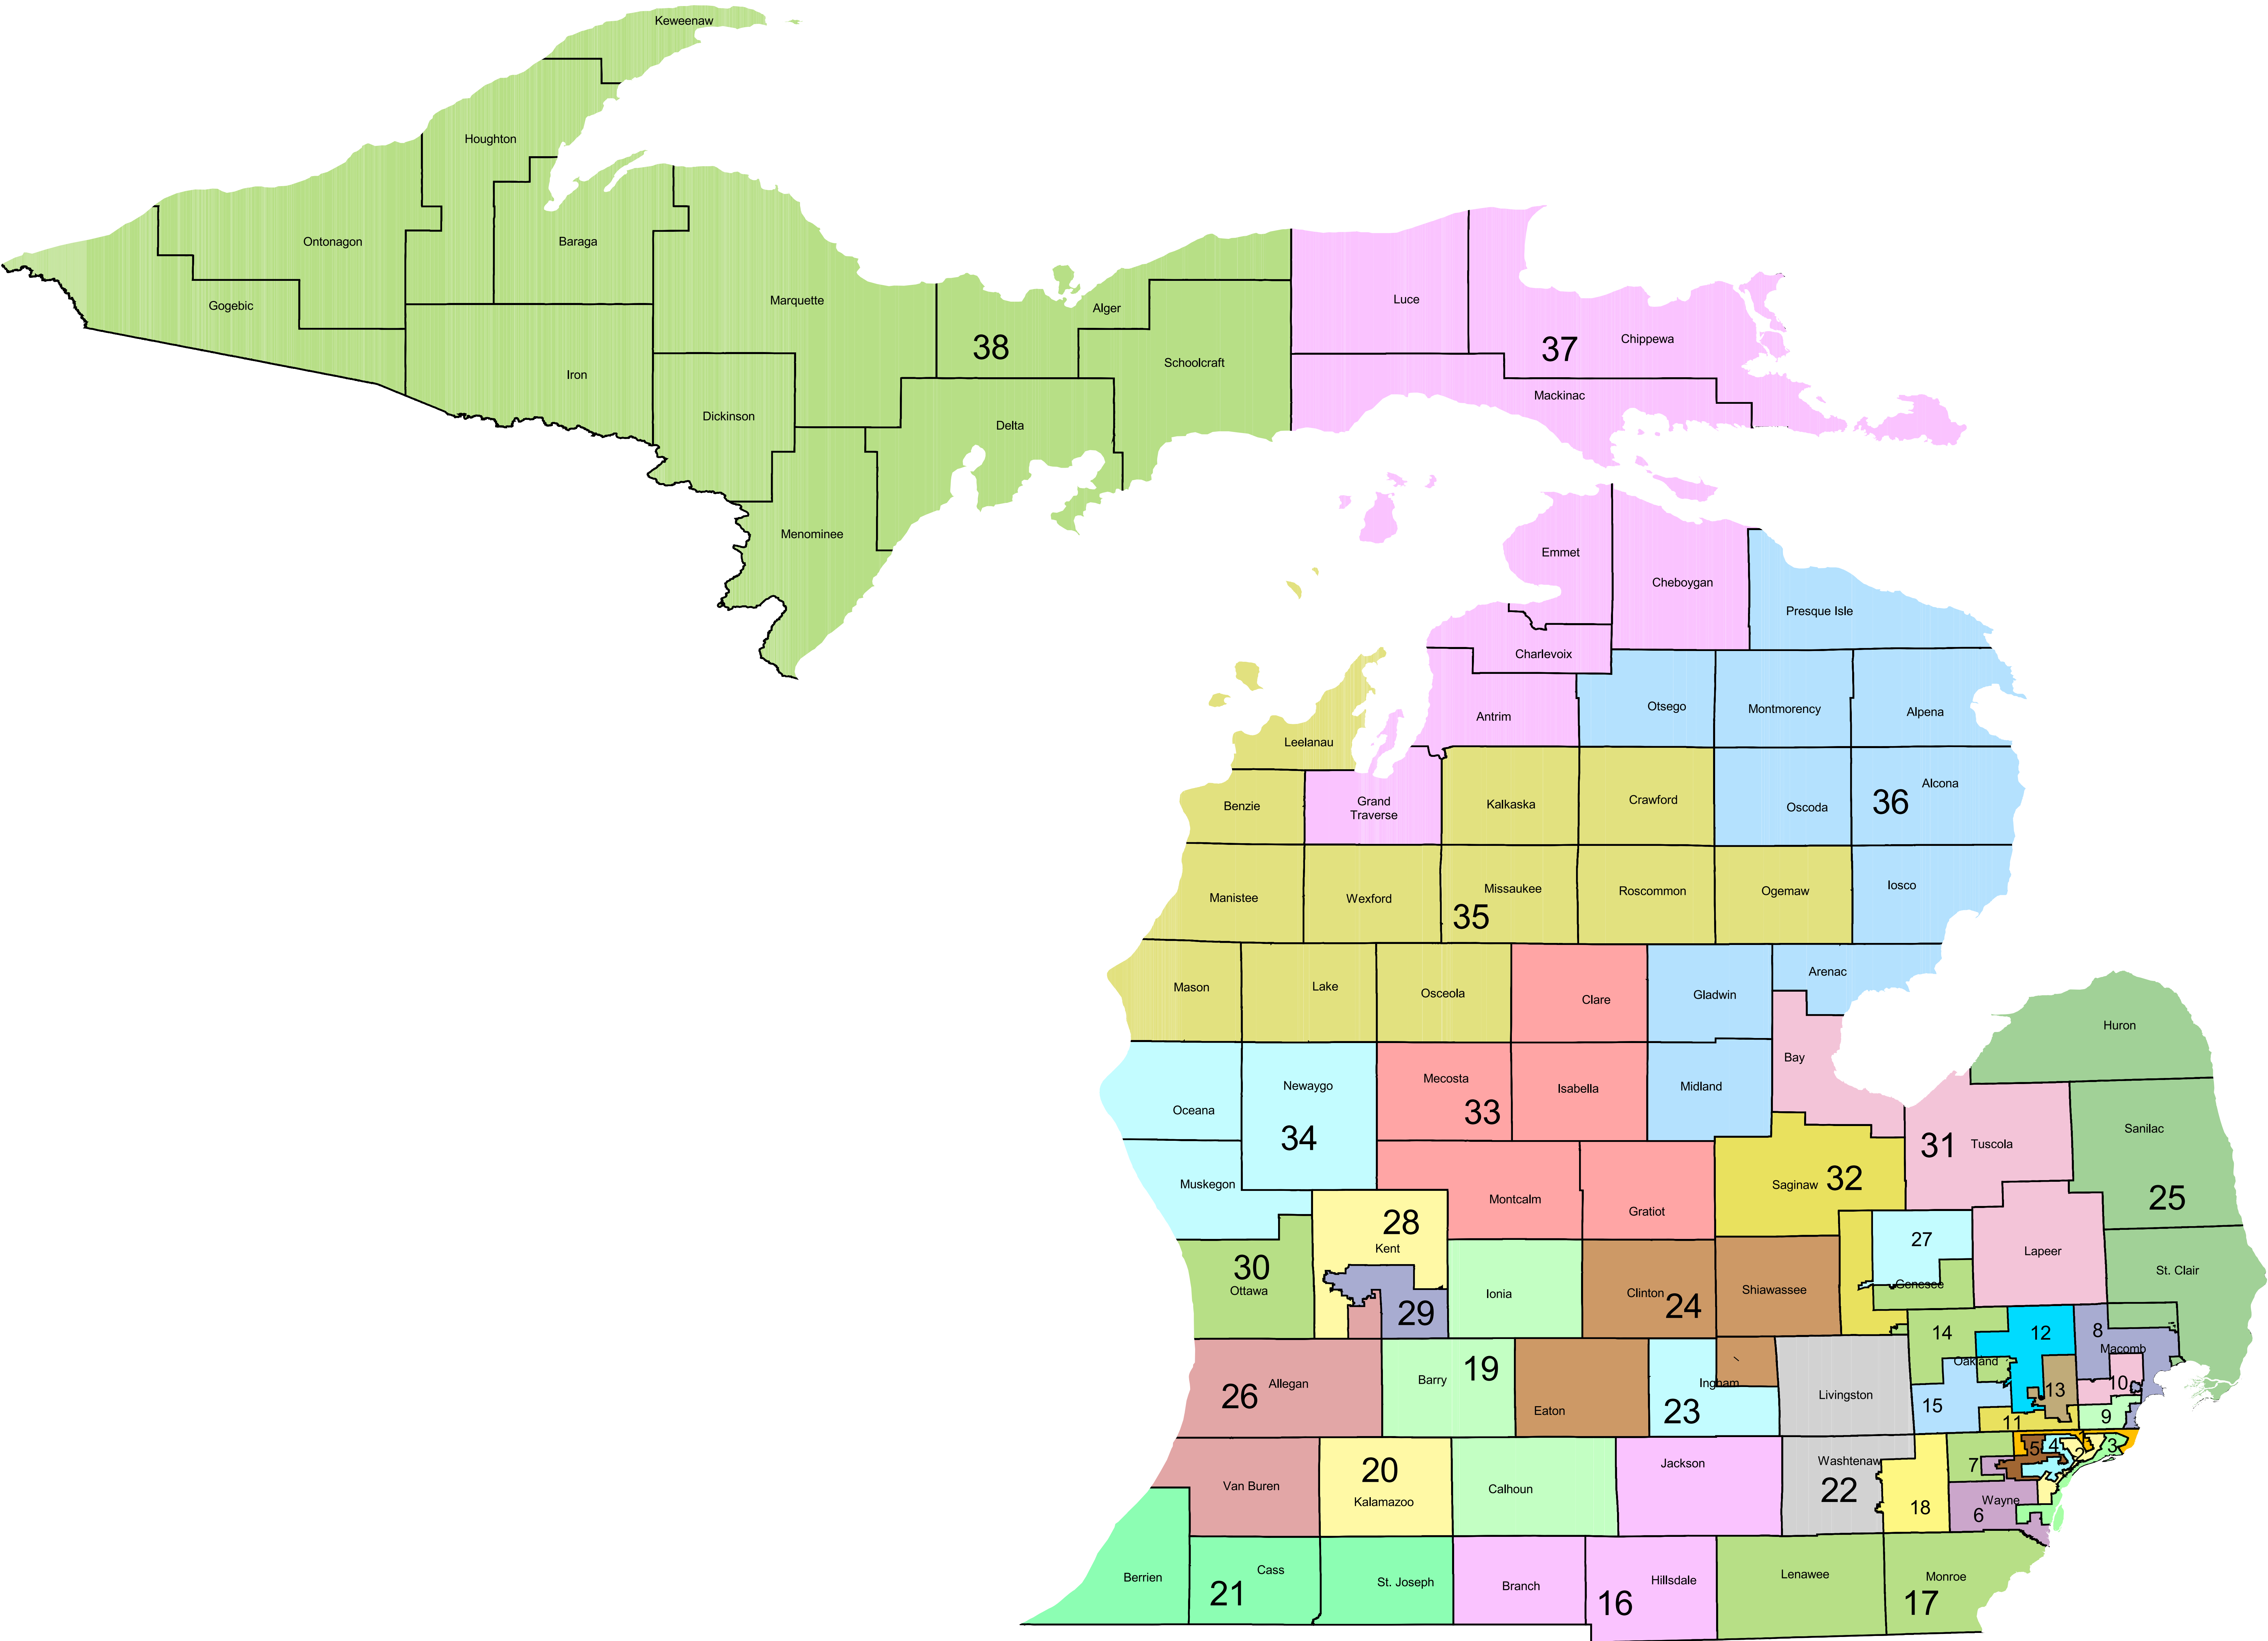 Keweenaw
Houghton
Ontonagon
Baraga
Gogebic
Marquette
Alger
Luce
38
37
Chippewa
Schoolcraft
Iron
Mackinac
Dickinson
Delta
Menominee
Emmet
Cheboygan
Presque Isle
Charlevoix
Antrim
Otsego
Montmorency
Alpena
Leelanau
Benzie
Grand
Traverse
Kalkaska
Crawford
Oscoda
36
Alcona
Manistee
Wexford
Missaukee
35
Roscommon
Ogemaw
Iosco
Mason
Lake
Osceola
Clare
Gladwin
Arenac
Huron
Bay
Oceana
Newaygo
34
Mecosta
33
Isabella
Midland
31
Tuscola
Sanilac
25
Muskegon
Montcalm
Gratiot
Saginaw
32
28
Kent
27
Genesee
Lapeer
St. Clair
30
Ottawa
29
Ionia
Clinton
24
Shiawassee
14
Oakland
12
8
Macomb
26
Allegan
Barry
19
Eaton
Ingham
23
Livingston
15
13
10
11
9
Van Buren
20
Kalamazoo
Calhoun
Jackson
Washtenaw
22
18
7
5
4
2
1
3
Wayne
6
Berrien
Cass
21
St. Joseph
Branch
16
Hillsdale
Lenawee
Monroe
17